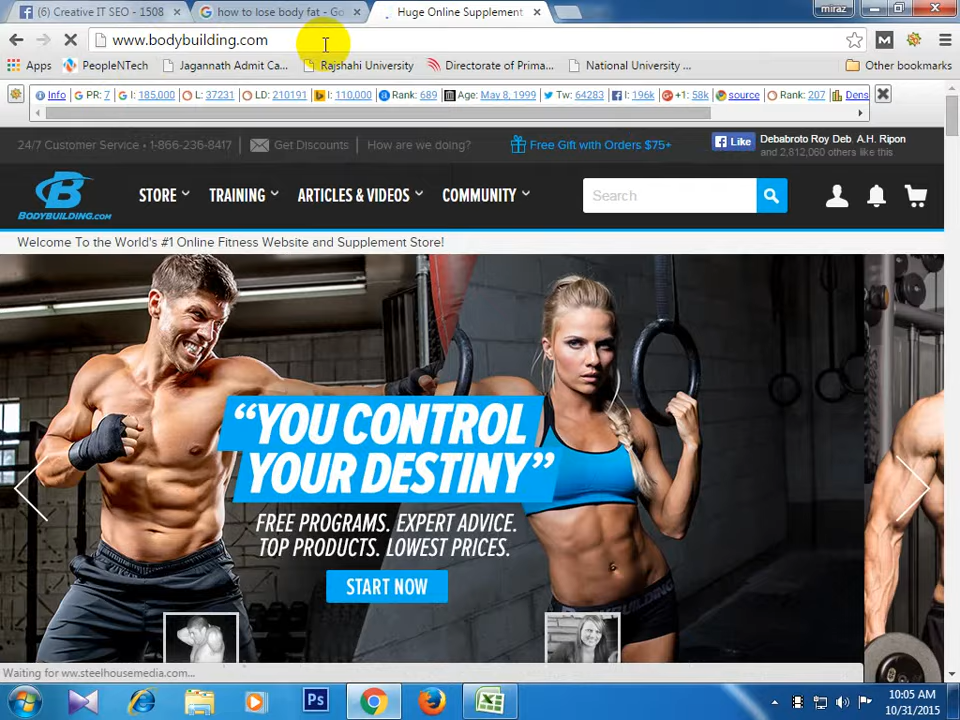 (6) Creative IT SEO - 1508
how to lose body fat - Go
Huge Online Supplement
miraz
www.bodybuilding.com
Apps
PeopleNTech
Jagannath Admit Ca...
Rajshahi University
Directorate of Prima...
National University ...
Other bookmarks
Info
PR: 7
I: 185,000
L: 37231
LD: 210191
I: 110,000
Rank: 689
Age: May 8, 1999
Tw: 64283
I: 196k
+1: 58k
source
Rank: 207
Dens
24/7 Customer Service • 1-866-236-8417
Get Discounts
How are we doing?
Free Gift with Orders $75+
Like
Debabroto Roy Deb. A.H. Ripon
and 2,812,060 others like this
BODYBUILDING.COM
STORE
TRAINING
ARTICLES & VIDEOS
COMMUNITY
Search
Welcome To the World's #1 Online Fitness Website and Supplement Store!
“YOU CONTROL
YOUR DESTINY”
FREE PROGRAMS. EXPERT ADVICE.
TOP PRODUCTS. LOWEST PRICES.
START NOW
Waiting for ww.steelhousemedia.com...
Ps
10:05 AM
10/31/2015